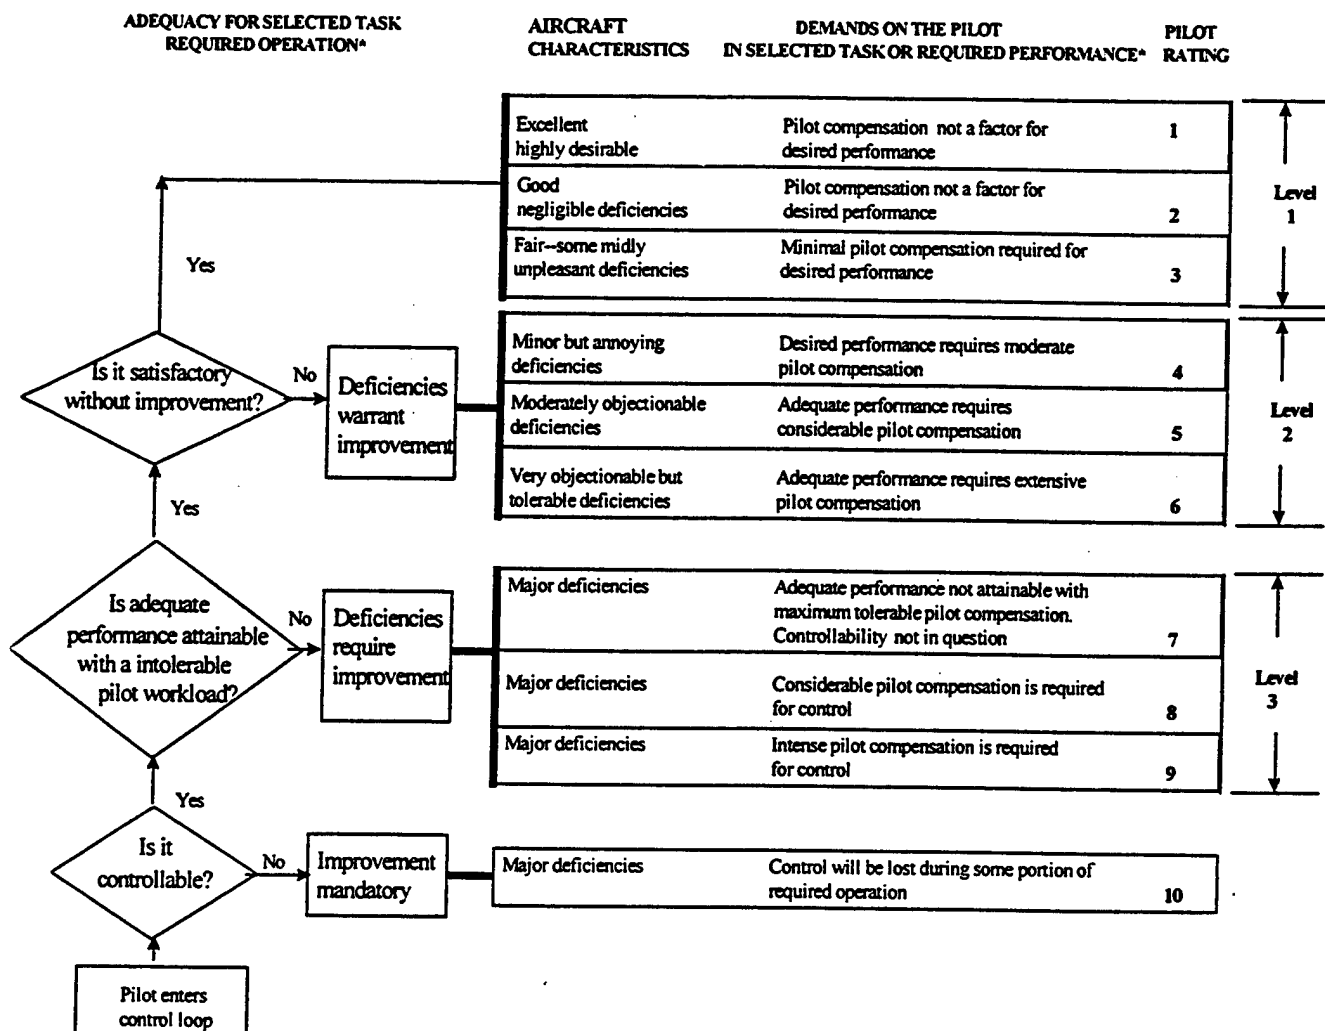 ADEQUACY FOR SELECTED TASK
REQUIRED OPERATION*
AIRCRAFT
CHARACTERISTICS
DEMANDS ON THE PILOT
IN SELECTED TASK OR REQUIRED PERFORMANCE*
PILOT
RATING
Excellent
highly desirable
Pilot compensation not a factor for
desired performance
1
Good
negligible deficiencies
Pilot compensation not a factor for
desired performance
2
Fair--some midly
unpleasant deficiencies
Minimal pilot compensation required for
desired performance
3
Level
1
Yes
Is it satisfactory
without improvement?
No
Deficiencies
warrant
improvement
Minor but annoying
deficiencies
Desired performance requires moderate
pilot compensation
4
Moderately objectionable
deficiencies
Adequate performance requires
considerable pilot compensation
5
Very objectionable but
tolerable deficiencies
Adequate performance requires extensive
pilot compensation
6
Level
2
Yes
Is adequate
performance attainable
with a intolerable
pilot workload?
No
Deficiencies
require
improvement
Major deficiencies
Adequate performance not attainable with
maximum tolerable pilot compensation.
Controllability not in question
7
Major deficiencies
Considerable pilot compensation is required
for control
8
Major deficiencies
Intense pilot compensation is required
for control
9
Level
3
Yes
Is it
controllable?
No
Improvement
mandatory
Major deficiencies
Control will be lost during some portion of
required operation
10
Pilot enters
control loop